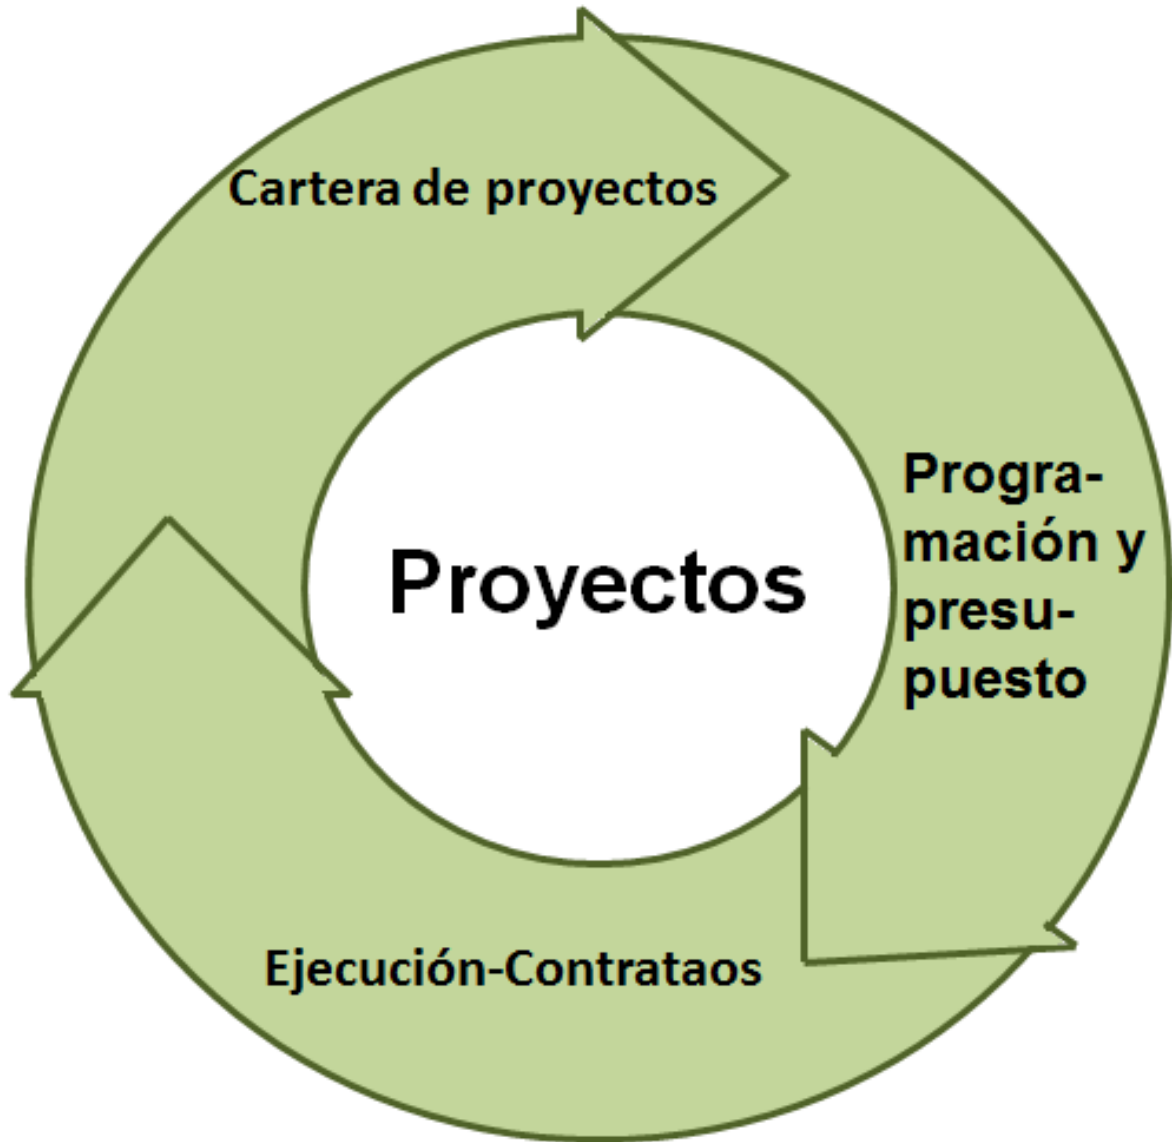 Cartera de proyectos
Progra-
mación y
presu-
puesto
Proyectos
Ejecución-Contrataos